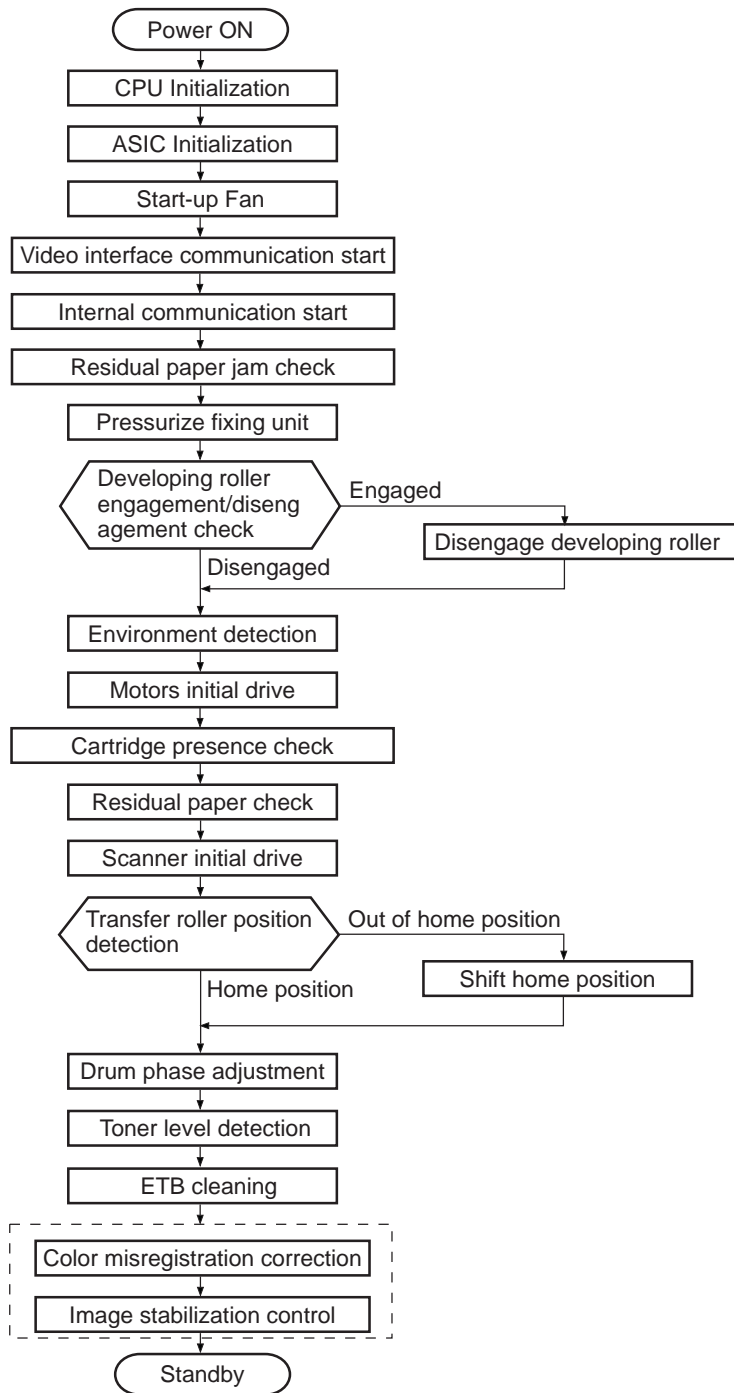 Power ON
CPU Initialization
ASIC Initialization
Start-up Fan
Video interface communication start
Internal communication start
Residual paper jam check
Pressurize fixing unit
Developing roller
engagement/diseng
agement check
Engaged
Disengage developing roller
Disengaged
Environment detection
Motors initial drive
Cartridge presence check
Residual paper check
Scanner initial drive
Transfer roller position
detection
Out of home position
Shift home position
Home position
Drum phase adjustment
Toner level detection
ETB cleaning
Color misregistration correction
Image stabilization control
Standby